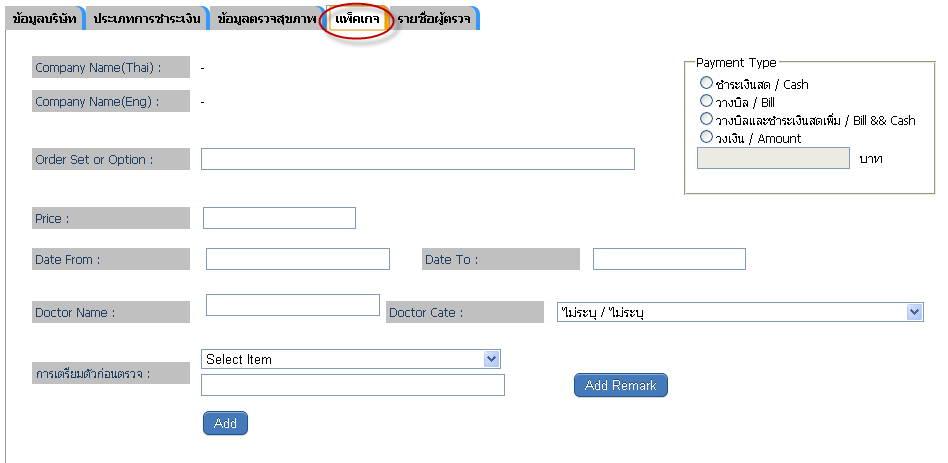 ข้อมูลบริษัท ประเภทการชำระเงิน ข้อมูลตรวจสุขภาพ แพ็คเกจ รายชื่อผู้ตรวจ
Payment Type
Company Name(Thai) : -
ชำระเงินสด / Cash
Company Name(Eng) : -
วางบิล / Bill
วางบิลและชำระเงินสดเพิ่ม / Bill && Cash
วงเงิน / Amount
Order Set or Option :
บาท
Price :
Date From : Date To :
Doctor Name : Doctor Cate : ไม่ระบุ / ไม่ระบุ
Select Item
การเตรียมตัวก่อนตรวจ :
Add Remark
Add